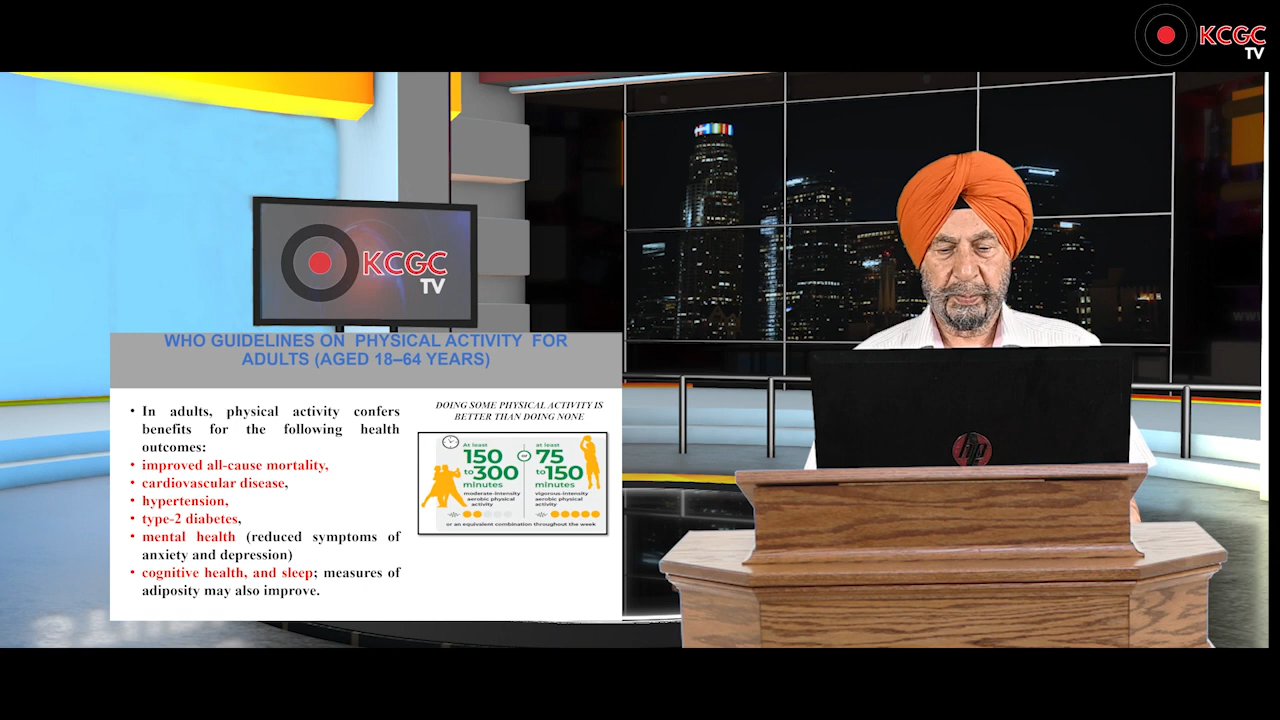 KCGC
TV
KCGC
TV
WHO GUIDELINES ON PHYSICAL ACTIVITY FOR
ADULTS (AGED 18–64 YEARS)
• In adults, physical activity confers
benefits for the following health
outcomes:
• improved all-cause mortality,
• cardiovascular disease,
• hypertension,
• type-2 diabetes,
• mental health (reduced symptoms of
anxiety and depression)
• cognitive health, and sleep; measures of
adiposity may also improve.
DOING SOME PHYSICAL ACTIVITY IS
BETTER THAN DOING NONE
At least
150
to 300
minutes
moderate-intensity
aerobic physical
activity
or
at least
75
to 150
minutes
vigorous-intensity
aerobic physical
activity
or an equivalent combination throughout the week
hp